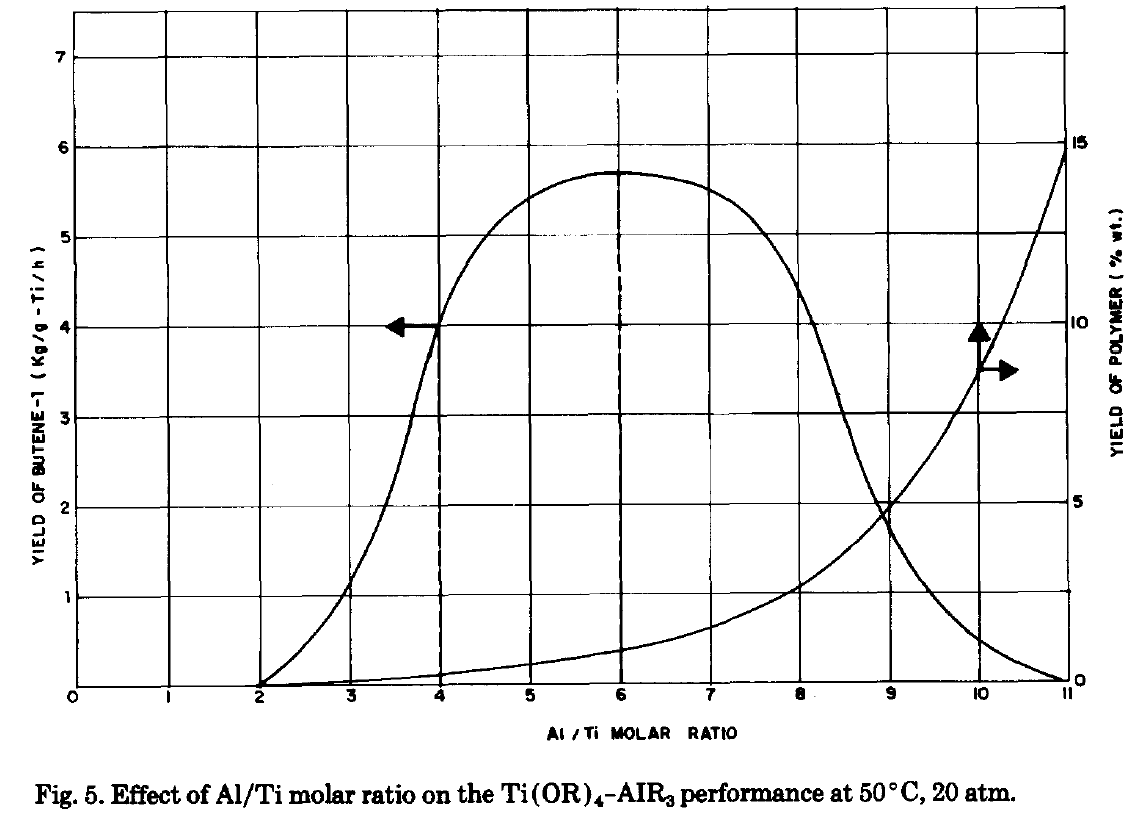 7
6
5
4
3
2
1
15
10
5
0
YIELD OF BUTENE-1 ( Kg/g -Ti/h )
YIELD OF POLYMER ( % wt.)
0 1 2 3 4 5 6 7 8 9 10 11
Al / Ti MOLAR RATIO
Fig. 5. Effect of Al/Ti molar ratio on the Ti(OR)₄-AlR₃ performance at 50°C, 20 atm.